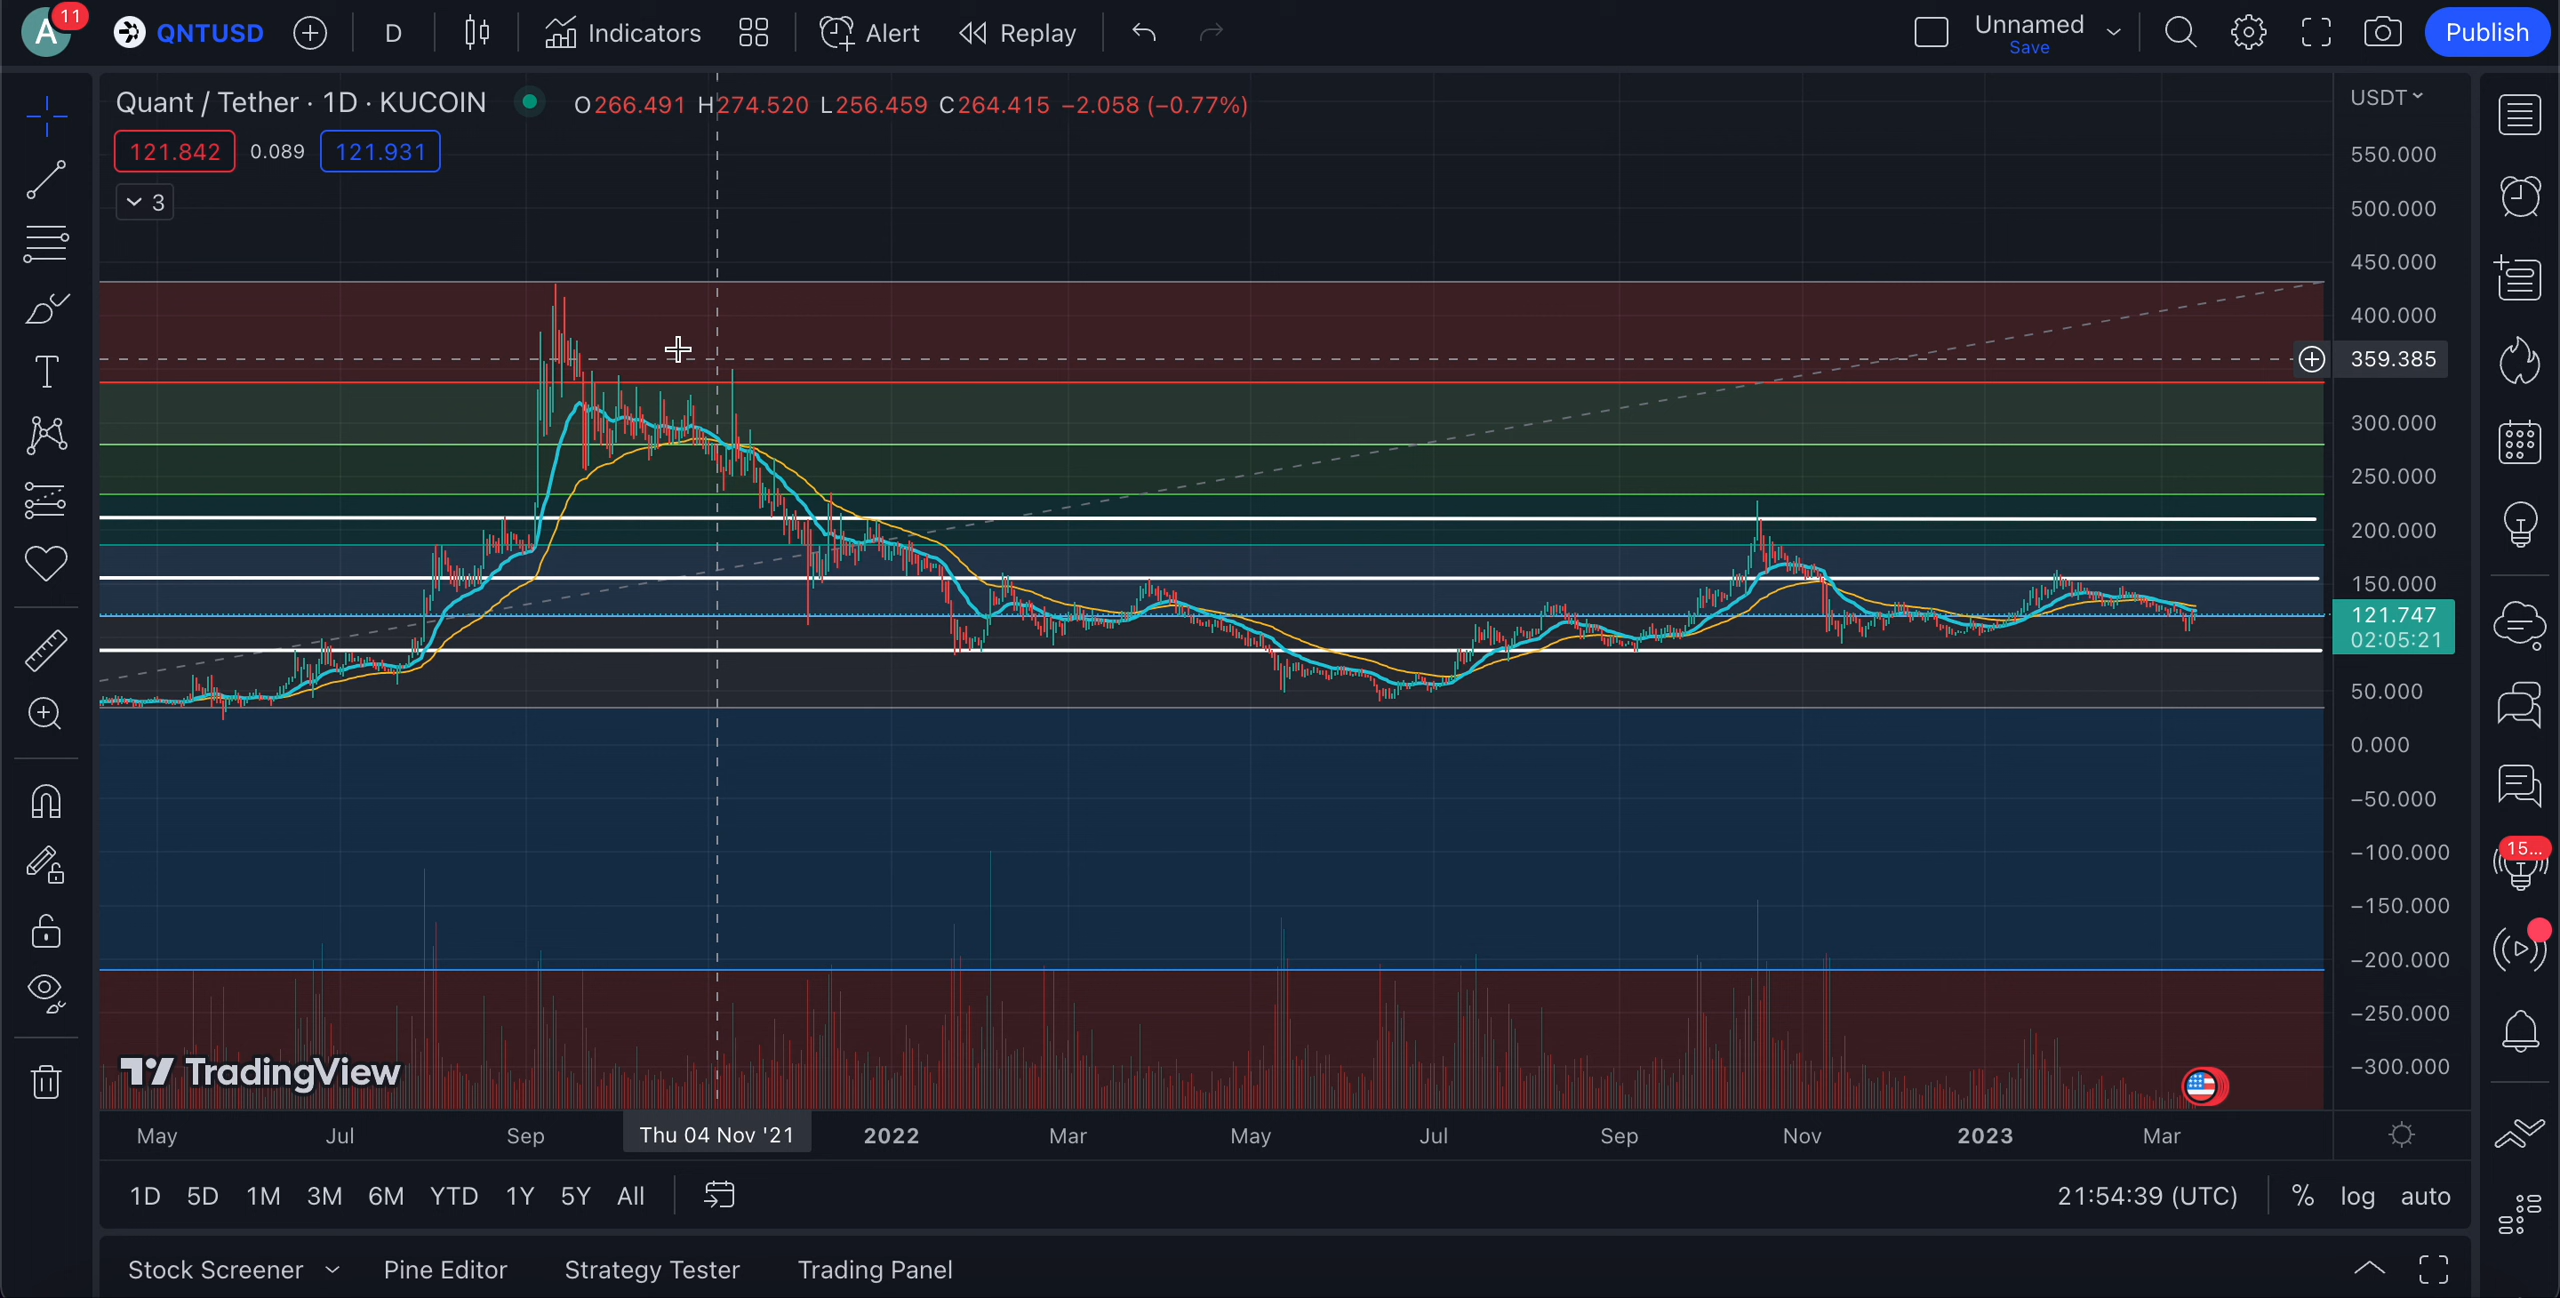 A 11 QNTUSD D Indicators Alert Replay Unnamed Save Publish
Quant / Tether · 1D · KUCOIN O266.491 H274.520 L256.459 C264.415 −2.058 (−0.77%)
121.842 0.089 121.931
3
USDT
550.000
500.000
450.000
400.000
359.385
300.000
250.000
200.000
150.000
121.747
02:05:21
50.000
0.000
−50.000
−100.000
−150.000
−200.000
−250.000
−300.000
15...
TradingView
May Jul Sep Thu 04 Nov '21 2022 Mar May Jul Sep Nov 2023 Mar
1D 5D 1M 3M 6M YTD 1Y 5Y All 21:54:39 (UTC) % log auto
Stock Screener Pine Editor Strategy Tester Trading Panel